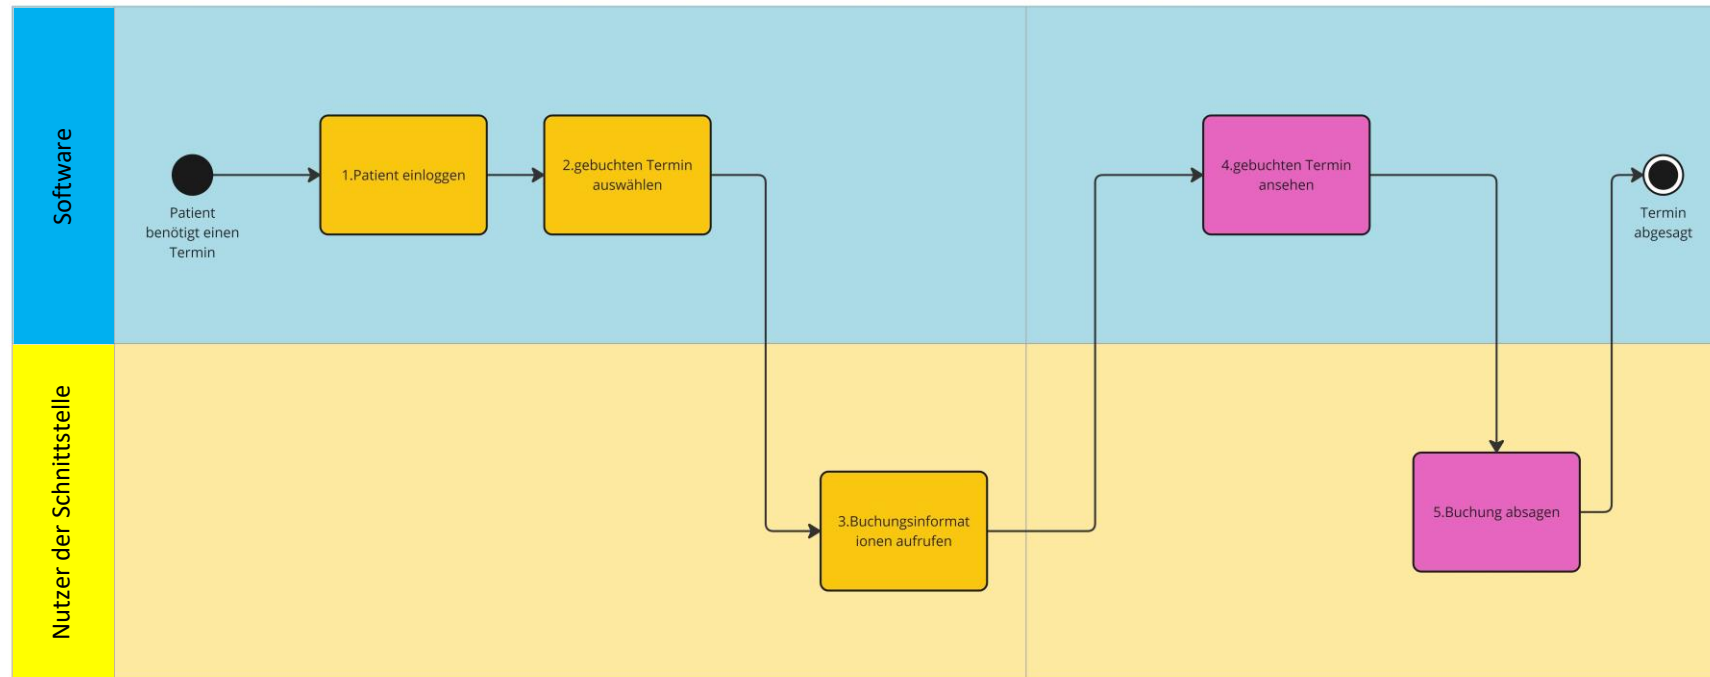 Software
Patient
benötigt einen
Termin
1.Patient einloggen
2.gebuchten Termin
auswählen
4.gebuchten Termin
ansehen
Termin
abgesagt
Nutzer der Schnittstelle
3.Buchungsinformat
ionen aufrufen
5.Buchung absagen